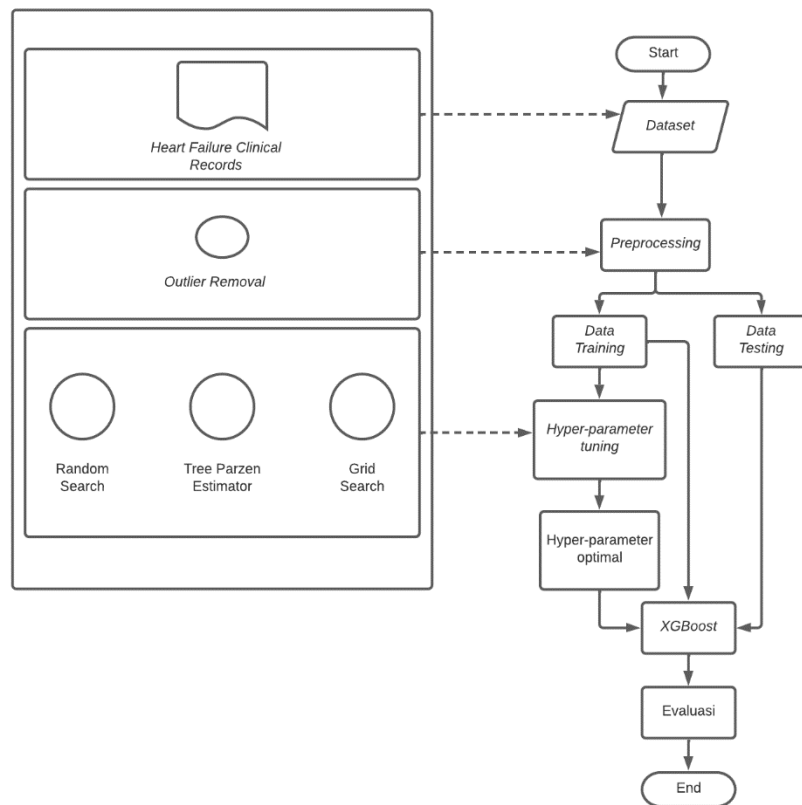 Heart Failure Clinical
Records
Outlier Removal
Random
Search
Tree Parzen
Estimator
Grid
Search
Start
Dataset
Preprocessing
Data
Training
Data
Testing
Hyper-parameter
tuning
Hyper-parameter
optimal
XGBoost
Evaluasi
End